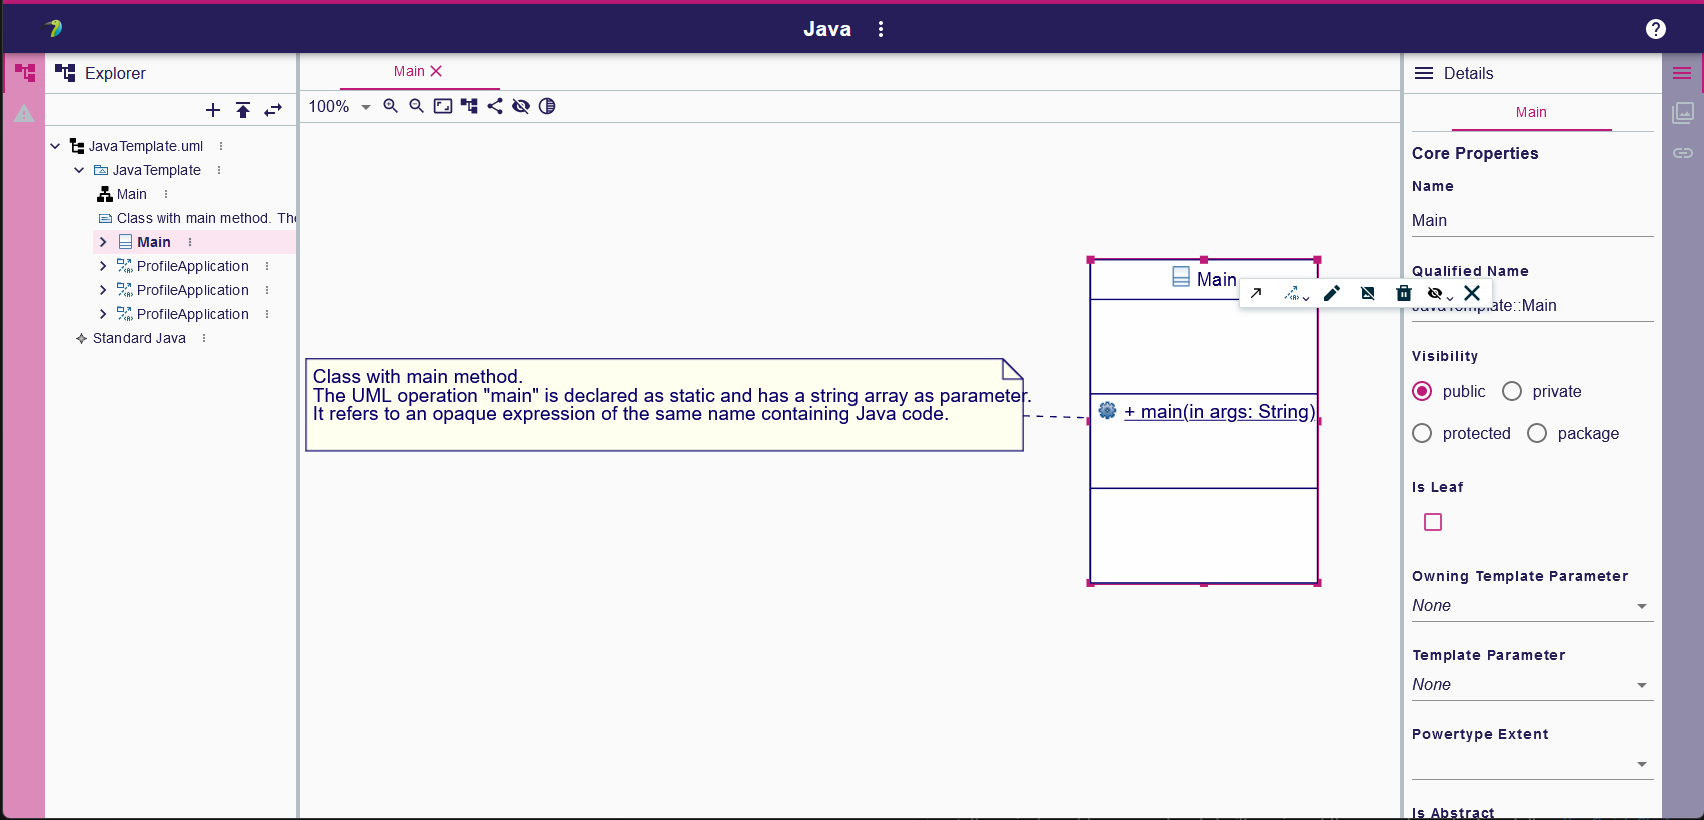 Java
Explorer
JavaTemplate.uml
JavaTemplate
Main
Class with main method. The
Main
ProfileApplication
ProfileApplication
ProfileApplication
Standard Java
Main
100%
Class with main method.
The UML operation "main" is declared as static and has a string array as parameter.
It refers to an opaque expression of the same name containing Java code.
Main
+ main(in args: String)
Details
Main
Core Properties
Name
Main
Qualified Name
JavaTemplate::Main
Visibility
public private
protected package
Is Leaf
Owning Template Parameter
None
Template Parameter
None
Powertype Extent
Is Abstract